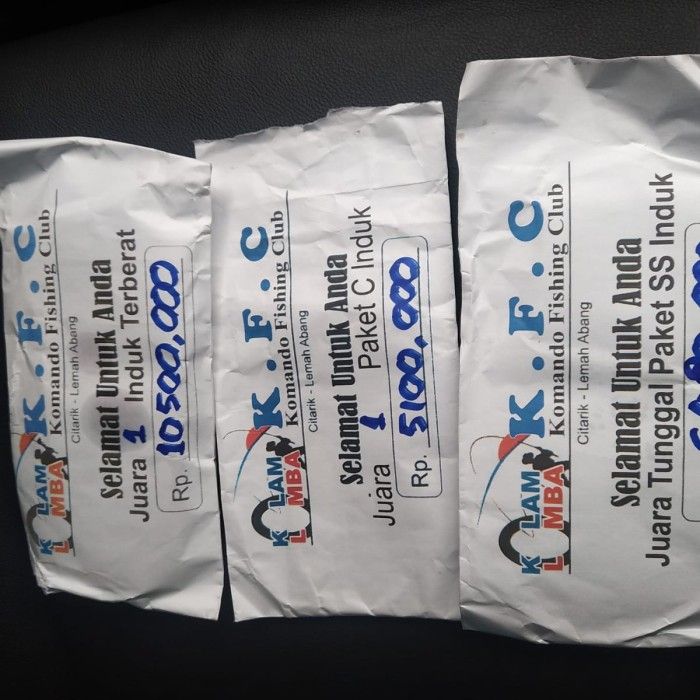 KOLAM LOMBA
K . F . C
Komando Fishing Club
Citarik - Lemah Abang
Selamat Untuk Anda
Juara 1 Induk Terberat
Rp. 10500,000
KOLAM LOMBA
K . F . C
Komando Fishing Club
Citarik - Lemah Abang
Selamat Untuk Anda
Juara 1 Paket C Induk
Rp. 5100,000
KOLAM LOMBA
K . F . C
Komando Fishing Club
Citarik - Lemah Abang
Selamat Untuk Anda
Juara Tunggal Paket SS Induk